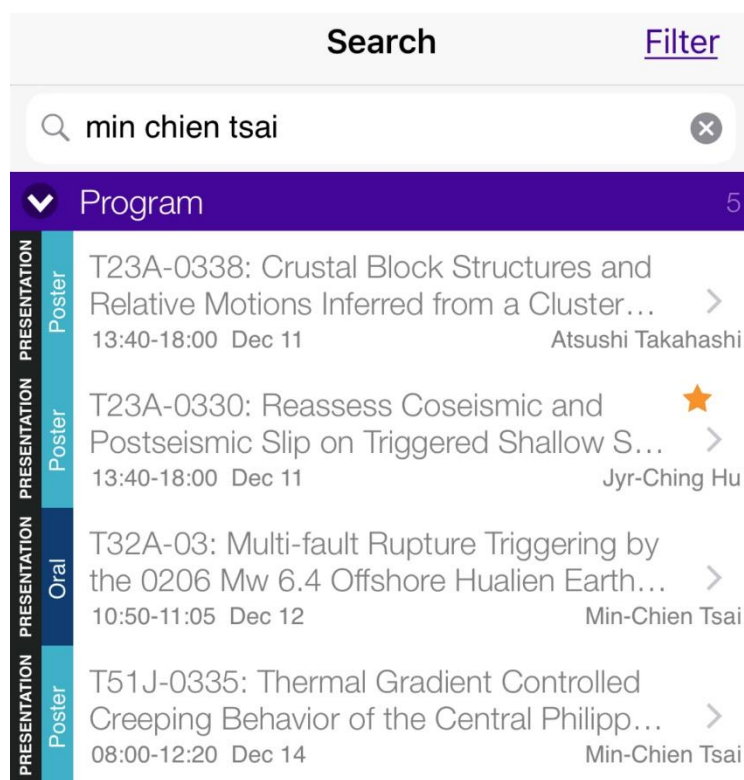 Search Filter
min chien tsai
Program 5
PRESENTATION
Poster
T23A-0338: Crustal Block Structures and
Relative Motions Inferred from a Cluster...
13:40-18:00 Dec 11 Atsushi Takahashi
PRESENTATION
Poster
T23A-0330: Reassess Coseismic and
Postseismic Slip on Triggered Shallow S...
13:40-18:00 Dec 11 Jyr-Ching Hu
PRESENTATION
Oral
T32A-03: Multi-fault Rupture Triggering by
the 0206 Mw 6.4 Offshore Hualien Earth...
10:50-11:05 Dec 12 Min-Chien Tsai
PRESENTATION
Poster
T51J-0335: Thermal Gradient Controlled
Creeping Behavior of the Central Philipp...
08:00-12:20 Dec 14 Min-Chien Tsai